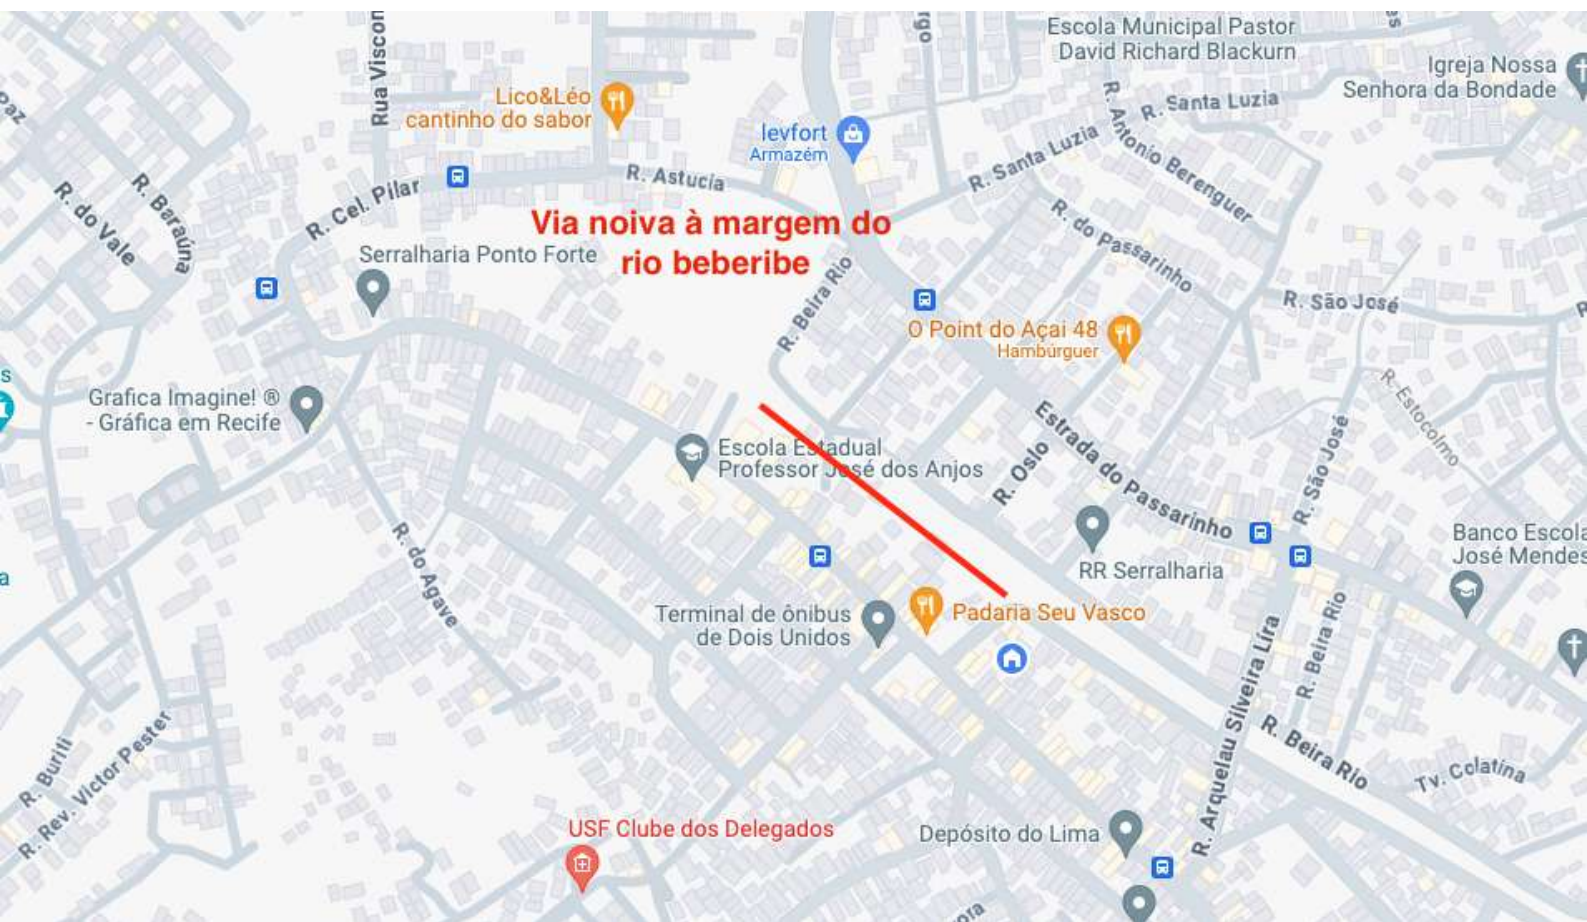 Escola Municipal Pastor
David Richard Blackurn
Igreja Nossa
Senhora da Bondade
Rua Viscon
Lico&Léo
cantinho do sabor
levfort
Armazém
R. Santa Luzia
R. Santa Luzia
R. Antonio Berenguer
R. Astucia
R. Cel. Pilar
R. Baraúna
R. do Vale
Via noiva à margem do
rio beberibe
Serralharia Ponto Forte
R. do Passarinho
R. Beira Rio
R. São José
O Point do Açai 48
Hambúrguer
Grafica Imagine! ®
- Gráfica em Recife
R. Estocolmo
Estrada do Passarinho
R. São José
R. Oslo
Escola Estadual
Professor José dos Anjos
R. do Agave
RR Serralharia
Banco Escola
José Mendes
Terminal de ônibus
de Dois Unidos
Padaria Seu Vasco
R. Beira Rio
R. Arquelau Silveira Lira
R. Beira Rio
Tv. Colatina
R. Buriti
R. Rev. Victor Pester
USF Clube dos Delegados
Depósito do Lima